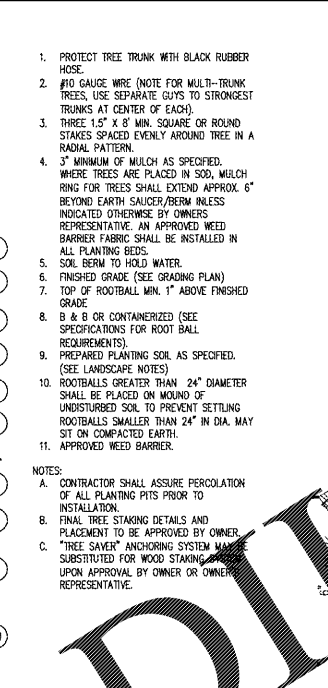 1. PROTECT TREE TRUNK WITH BLACK RUBBER
HOSE.
2. #10 GAUGE WIRE (NOTE FOR MULTI-TRUNK
TREES, USE SEPARATE GUYS TO STRONGEST
TRUNKS AT CENTER OF EACH).
3. THREE 1.5" X 8' MIN. SQUARE OR ROUND
STAKES SPACED EVENLY AROUND TREE IN A
RADIAL PATTERN.
4. 3" MINIMUM OF MULCH AS SPECIFIED.
WHERE TREES ARE PLACED IN SOD, MULCH
RING FOR TREES SHALL EXTEND APPROX. 6"
BEYOND EARTH SAUCER/BERM INLESS
INDICATED OTHERWISE BY OWNERS
REPRESENTATIVE. AN APPROVED WEED
BARRIER FABRIC SHALL BE INSTALLED IN
ALL PLANTING BEDS.
5. SOIL BERM TO HOLD WATER.
6. FINISHED GRADE (SEE GRADING PLAN)
7. TOP OF ROOTBALL MIN. 1" ABOVE FINISHED
GRADE
8. B & B OR CONTAINERIZED (SEE
SPECIFICATIONS FOR ROOT BALL
REQUIREMENTS).
9. PREPARED PLANTING SOIL AS SPECIFIED.
(SEE LANDSCAPE NOTES)
10. ROOTBALLS GREATER THAN 24" DIAMETER
SHALL BE PLACED ON MOUND OF
UNDISTURBED SOIL TO PREVENT SETTLING
ROOTBALLS SMALLER THAN 24" IN DIA. MAY
SIT ON COMPACTED EARTH.
11. APPROVED WEED BARRIER.
NOTES:
A. CONTRACTOR SHALL ASSURE PERCOLATION
OF ALL PLANTING PITS PRIOR TO
INSTALLATION.
B. FINAL TREE STAKING DETAILS AND
PLACEMENT TO BE APPROVED BY OWNER.
C. "TREE SAVER" ANCHORING SYSTEM MAY BE
SUBSTITUTED FOR WOOD STAKING SYSTEM
UPON APPROVAL BY OWNER OR OWNER'S
REPRESENTATIVE.